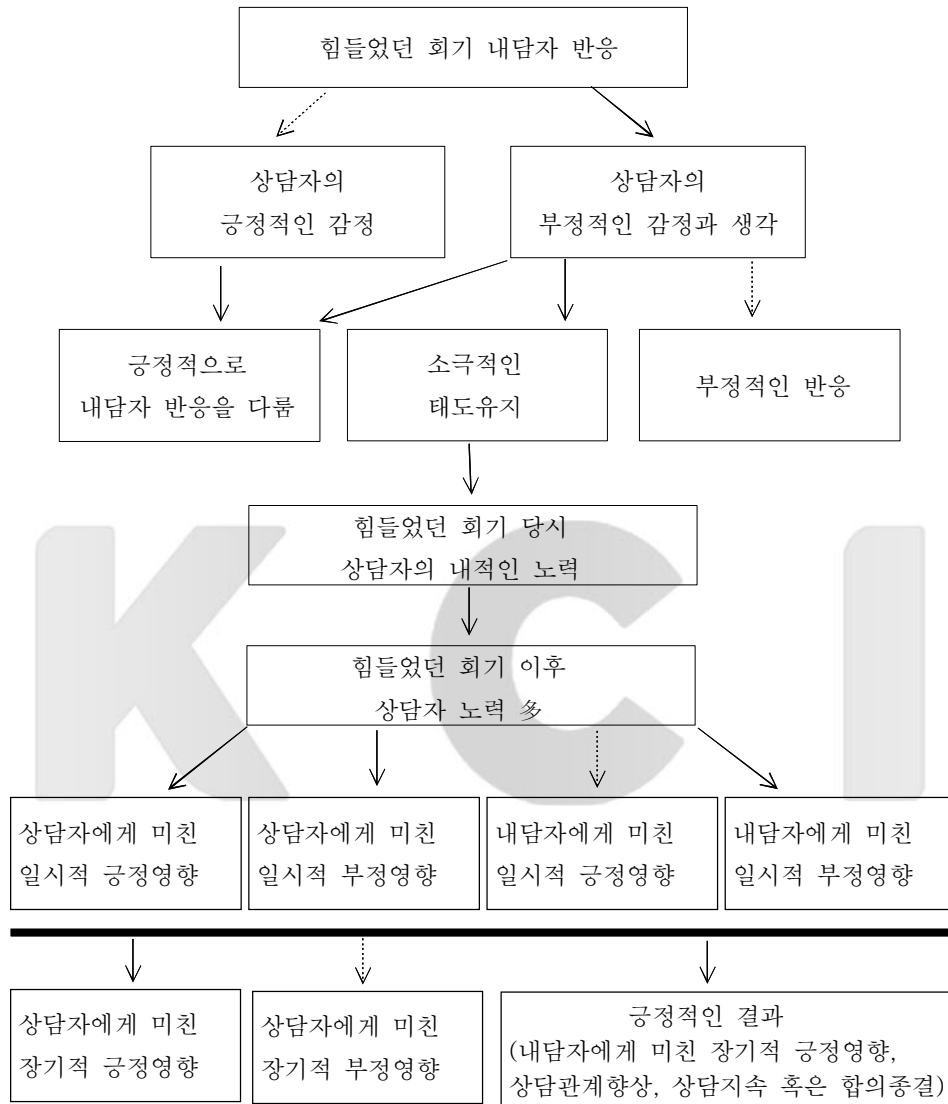 힘들었던 회기 내담자 반응
상담자의
긍정적인 감정
상담자의
부정적인 감정과 생각
긍정적으로
내담자 반응을 다룸
소극적인
태도유지
부정적인 반응
힘들었던 회기 당시
상담자의 내적인 노력
힘들었던 회기 이후
상담자 노력 多
상담자에게 미친
일시적 긍정영향
상담자에게 미친
일시적 부정영향
내담자에게 미친
일시적 긍정영향
내담자에게 미친
일시적 부정영향
상담자에게 미친
장기적 긍정영향
상담자에게 미친
장기적 부정영향
긍정적인 결과
(내담자에게 미친 장기적 긍정영향,
상담관계향상, 상담지속 혹은 합의종결)
KCI